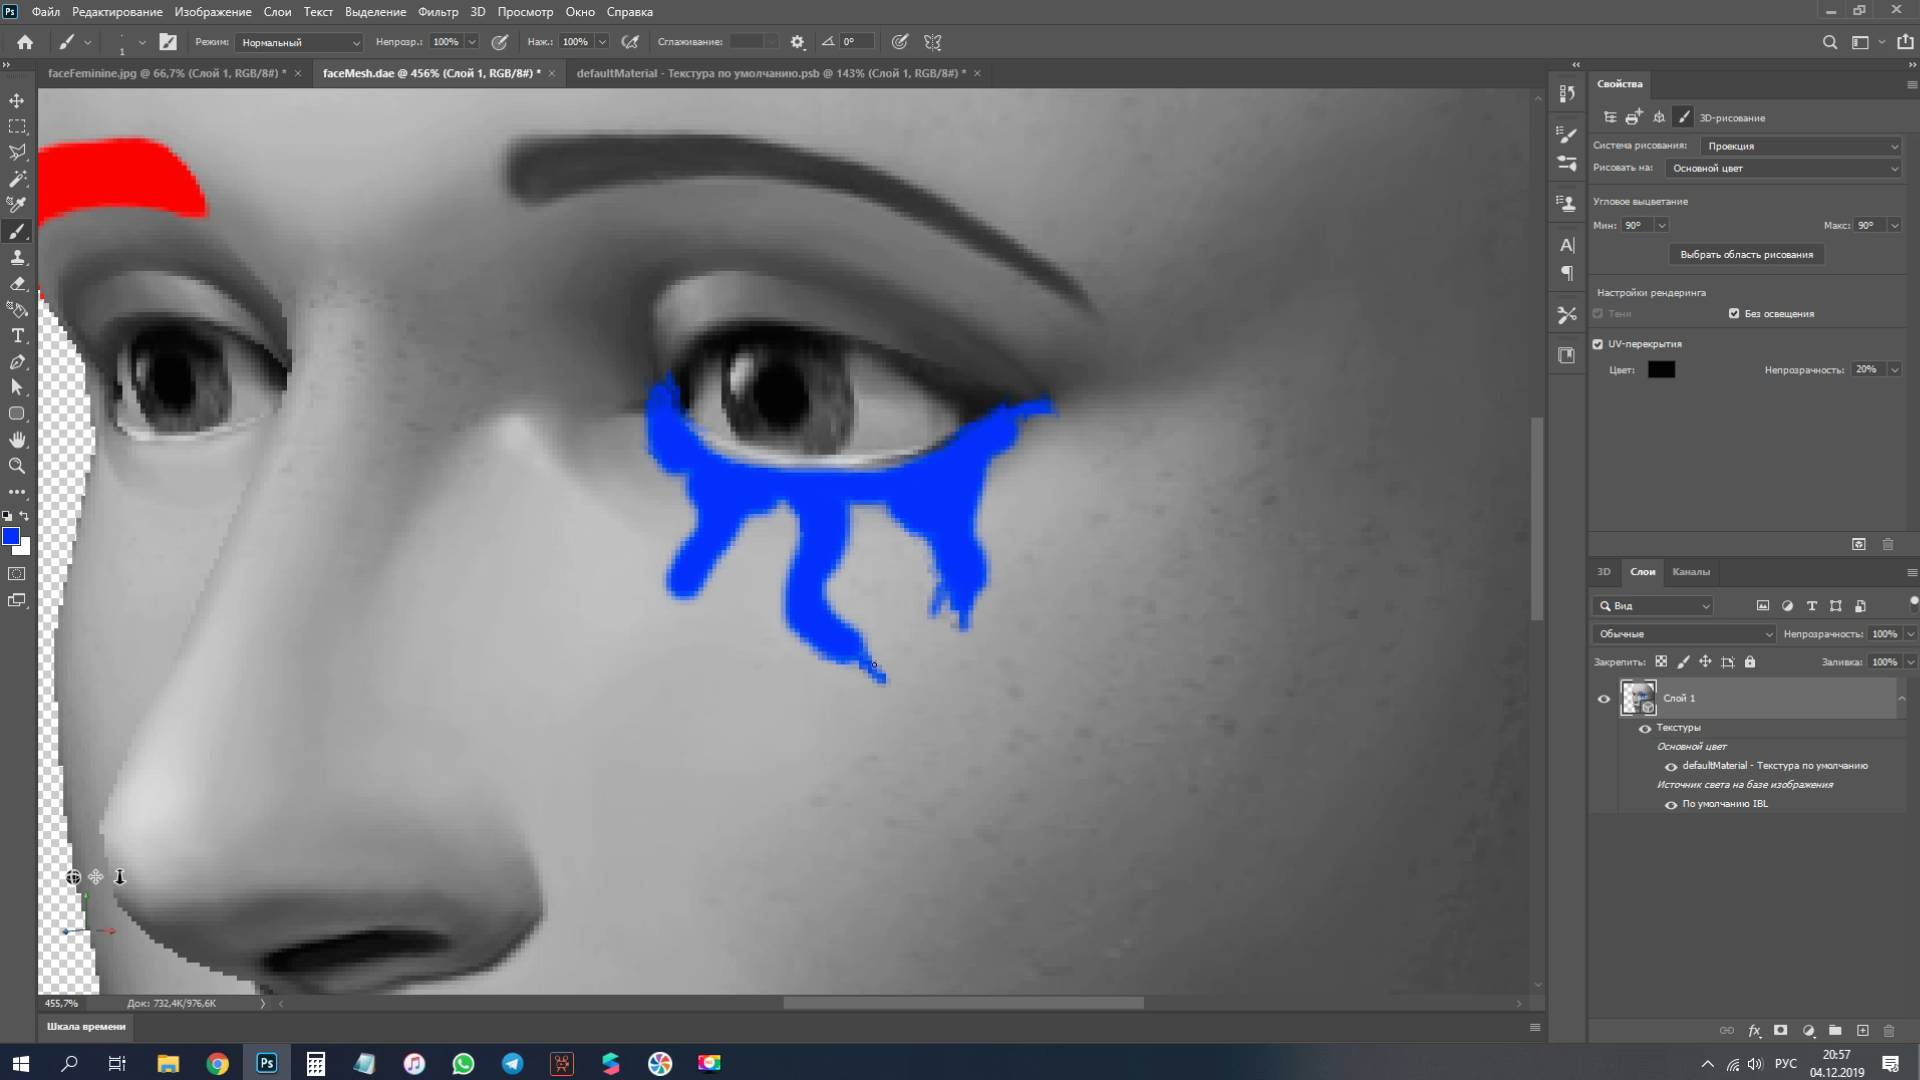 Ps Файл Редактирование Изображение Слои Текст Выделение Фильтр 3D Просмотр Окно Справка
1 Режим: Нормальный Непрозр.: 100% Наж.: 100% Сглаживание: 0°
faceFeminine.jpg @ 66,7% (Слой 1, RGB/8#) * × faceMesh.dae @ 456% (Слой 1, RGB/8#) * × defaultMaterial - Текстура по умолчанию.psb @ 143% (Слой 1, RGB/8#) * ×
Свойства
3D-рисование
Система рисования: Проекция
Рисовать на: Основной цвет
Угловое выцветание
Мин: 90° Макс: 90°
Выбрать область рисования
Настройки рендеринга
Тени Без освещения
UV-перекрытия
Цвет: Непрозрачность: 20%
3D Слои Каналы
Вид
Обычные Непрозрачность: 100%
Закрепить: Заливка: 100%
Слой 1
Текстуры
Основной цвет
defaultMaterial - Текстура по умолчанию
Источник света на базе изображения
По умолчанию IBL
455,7% Док: 732,4K/976,6K
Шкала времени
fx
Ps РУС 20:57
04.12.2019